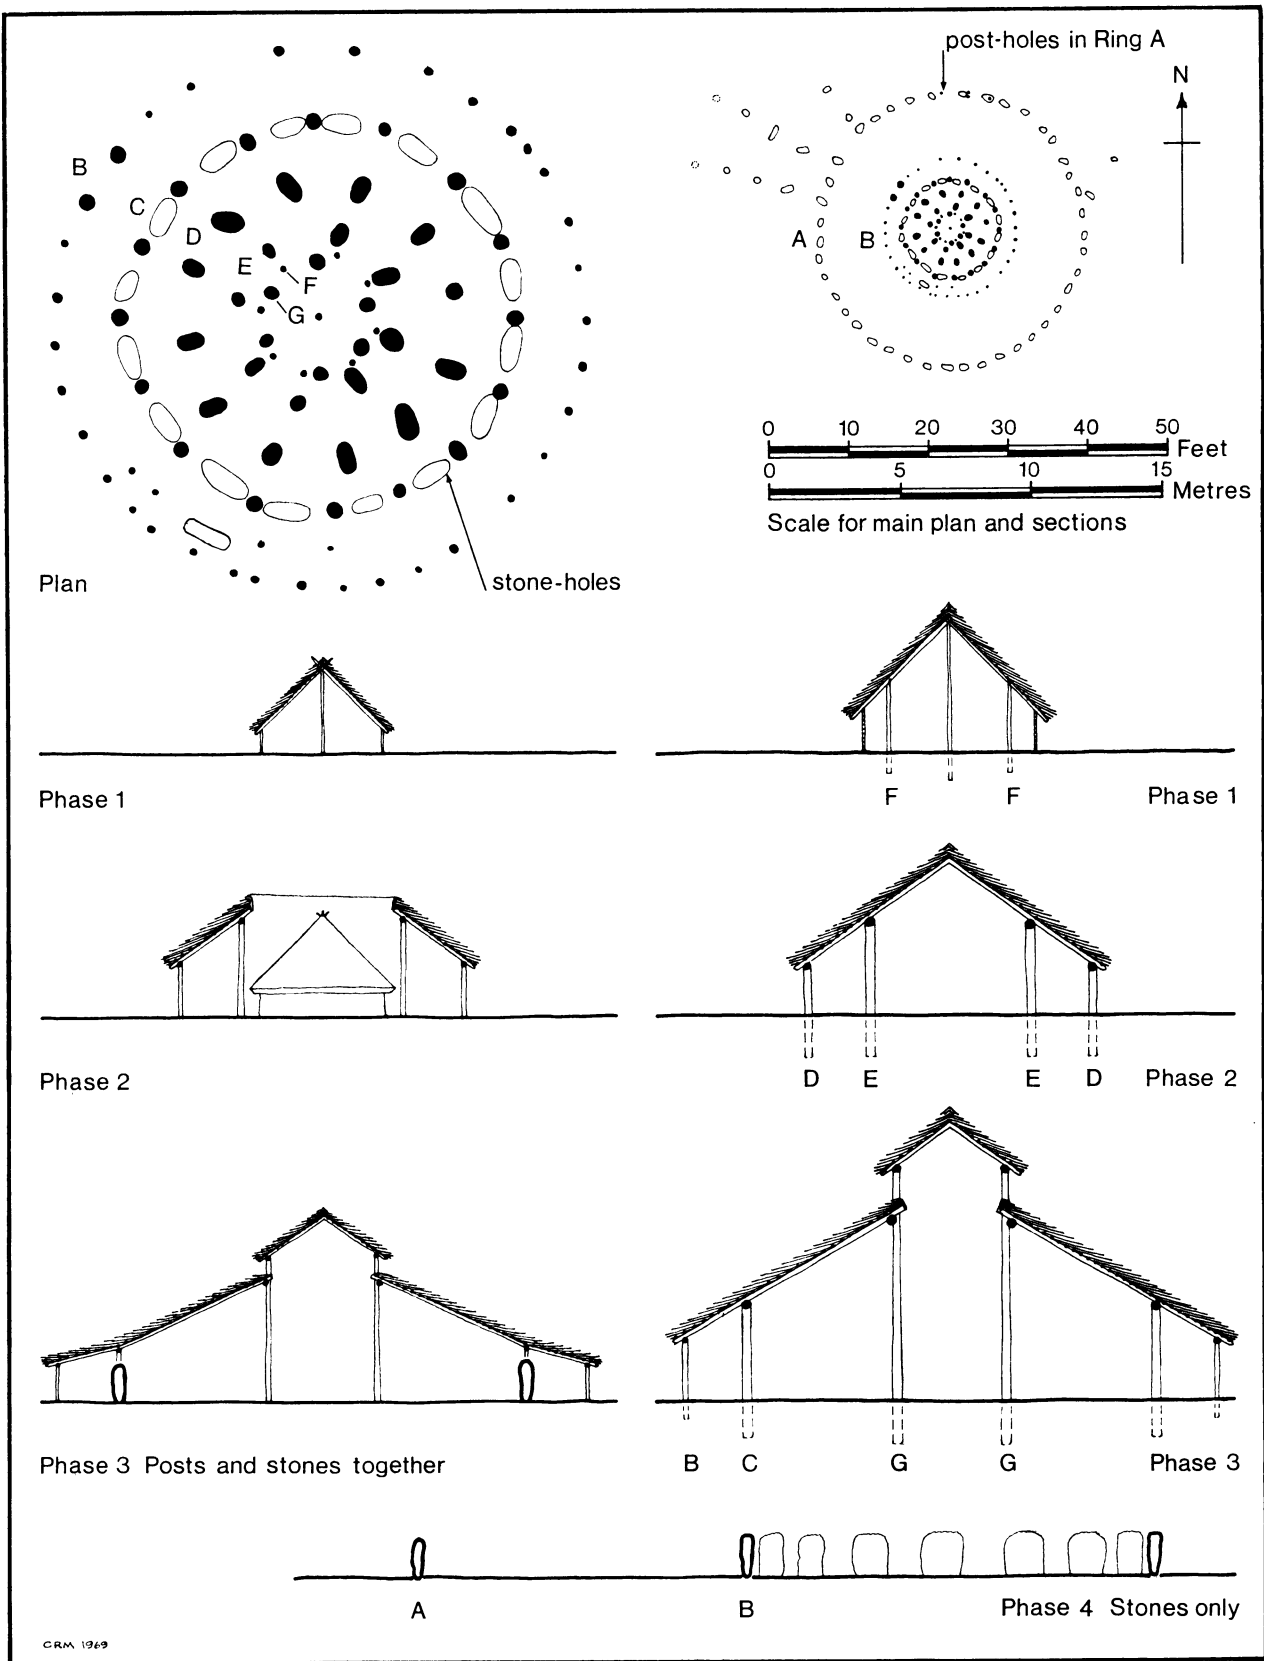 post-holes in Ring A
N
B
C
D
E
F
G
A
B
0 10 20 30 40 50
Feet
0 5 10 15
Metres
Scale for main plan and sections
Plan
stone-holes
Phase 1
F F Phase 1
Phase 2
D E E D Phase 2
Phase 3 Posts and stones together
B C G G Phase 3
A B Phase 4 Stones only
CRM 1969